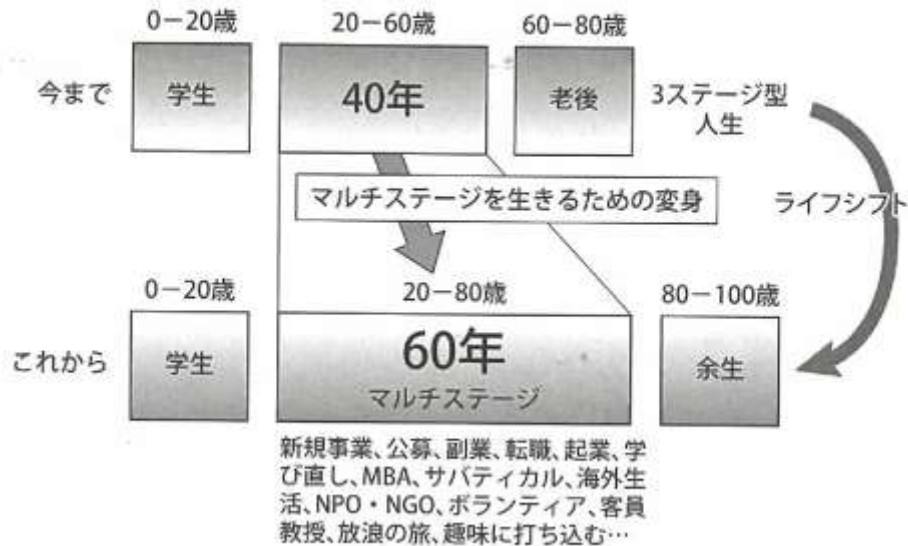 0－20歳
20－60歳
60－80歳
今まで
学生
40年
老後
3ステージ型
人生
マルチステージを生きるための変身
ライフシフト
0－20歳
20－80歳
80－100歳
これから
学生
60年
マルチステージ
余生
新規事業、公募、副業、転職、起業、学
び直し、MBA、サバティカル、海外生
活、NPO・NGO、ボランティア、客員
教授、放浪の旅、趣味に打ち込む…